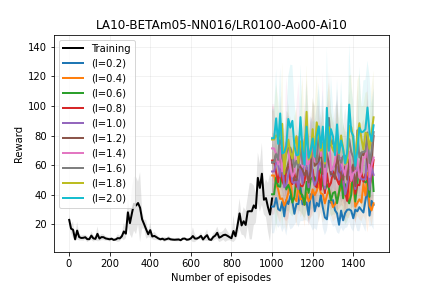 LA10-BETAm05-NN016/LR0100-Ao00-Ai10
140
120
100
80
60
40
20
Reward
Training
(l=0.2)
(l=0.4)
(l=0.6)
(l=0.8)
(l=1.0)
(l=1.2)
(l=1.4)
(l=1.6)
(l=1.8)
(l=2.0)
0 200 400 600 800 1000 1200 1400
Number of episodes